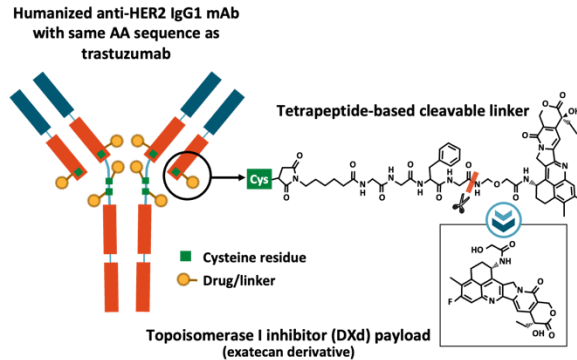 Humanized anti-HER2 IgG1 mAb
with same AA sequence as
trastuzumab
Tetrapeptide-based cleavable linker
Cys
Cysteine residue
Drug/linker
Topoisomerase I inhibitor (DXd) payload
(exatecan derivative)